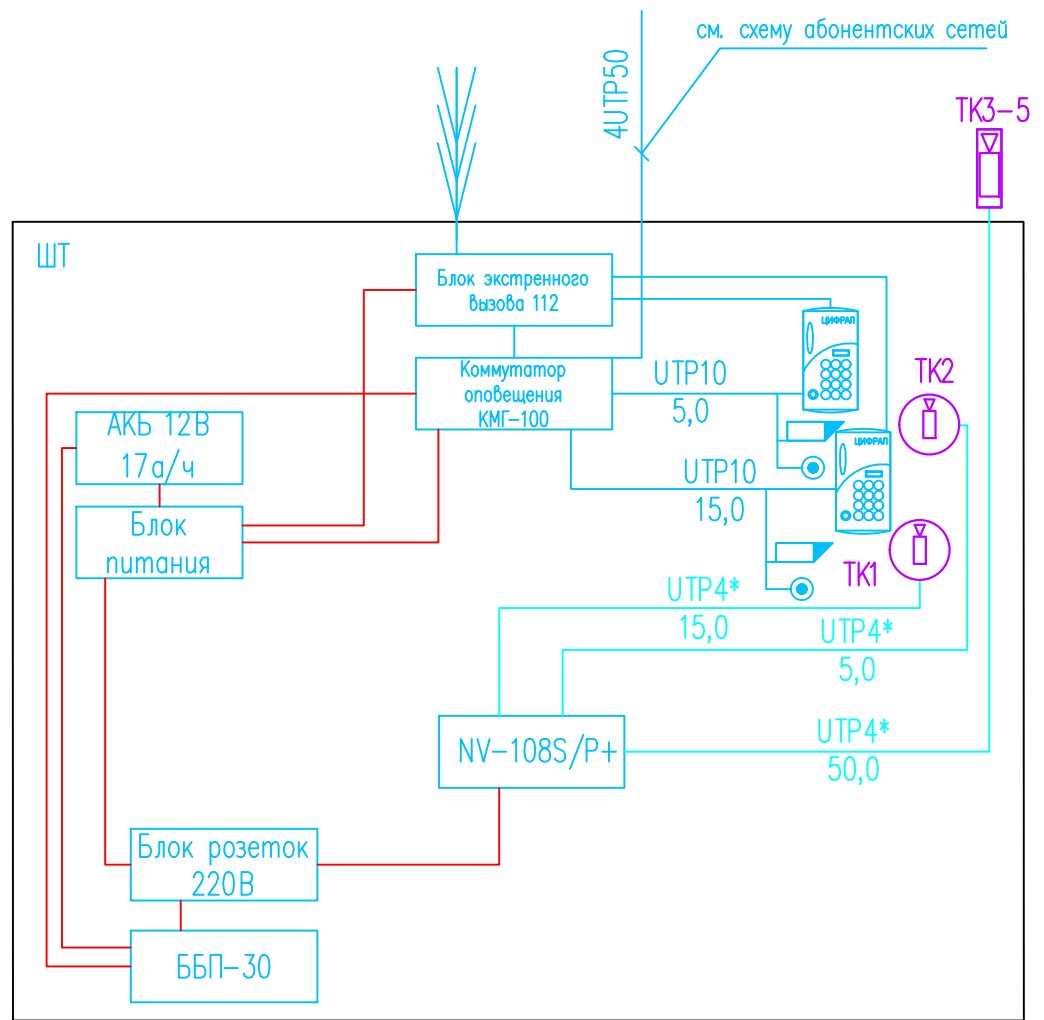 см. схему абонентских сетей
4UTP50
ТК3-5
ШТ
Блок экстренного
вызова 112
ЦИФРАЛ
Коммутатор
оповещения
КМГ-100
UTP10
5,0
ТК2
АКБ 12В
17а/ч
ЦИФРАЛ
UTP10
15,0
Блок
питания
ТК1
UTP4*
15,0
UTP4*
5,0
NV-108S/P+
UTP4*
50,0
Блок розеток
220В
ББП-30